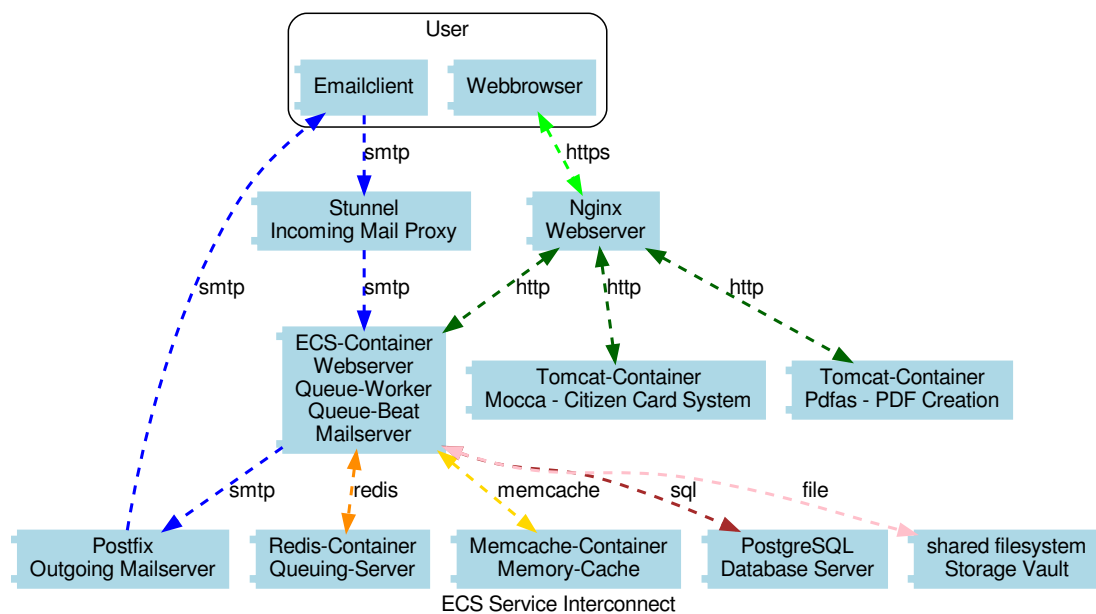 User
Emailclient
Webbrowser
smtp
https
Stunnel
Incoming Mail Proxy
Nginx
Webserver
smtp
smtp
http
http
http
ECS-Container
Webserver
Queue-Worker
Queue-Beat
Mailserver
Tomcat-Container
Mocca - Citizen Card System
Tomcat-Container
Pdfas - PDF Creation
smtp
redis
memcache
sql
file
Postfix
Outgoing Mailserver
Redis-Container
Queuing-Server
Memcache-Container
Memory-Cache
PostgreSQL
Database Server
shared filesystem
Storage Vault
ECS Service Interconnect